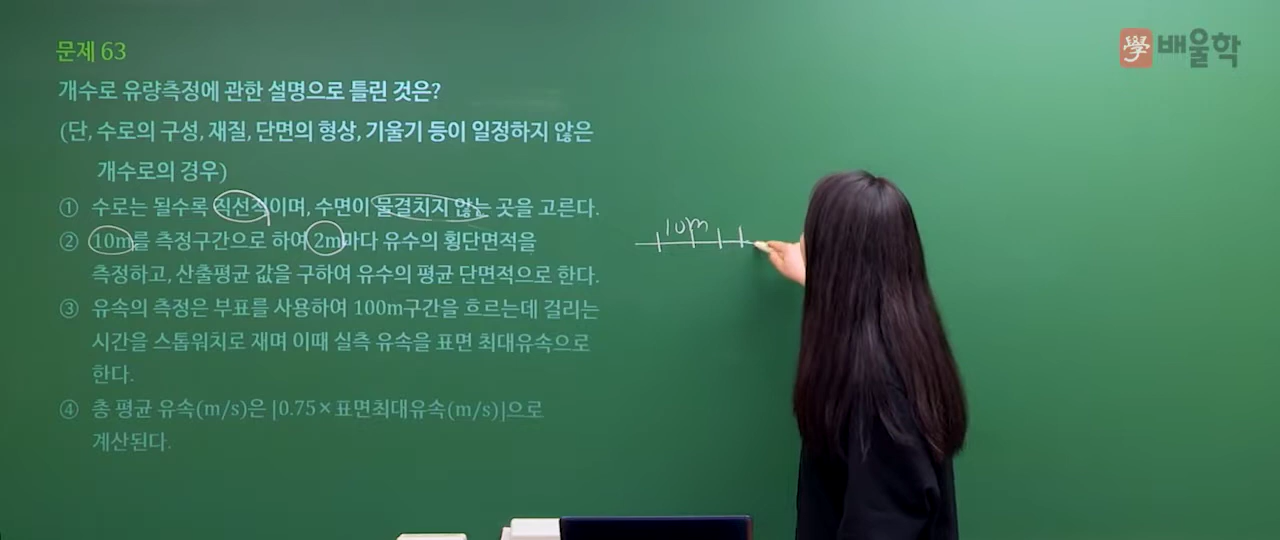 문제 63
學 배울학
개수로 유량측정에 관한 설명으로 틀린 것은?
(단, 수로의 구성, 재질, 단면의 형상, 기울기 등이 일정하지 않은
개수로의 경우)
① 수로는 될수록 직선적이며, 수면이 물결치지 않는 곳을 고른다.
② 10m를 측정구간으로 하여 2m마다 유수의 횡단면적을
측정하고, 산출평균 값을 구하여 유수의 평균 단면적으로 한다.
③ 유속의 측정은 부표를 사용하여 100m구간을 흐르는데 걸리는
시간을 스톱워치로 재며 이때 실측 유속을 표면 최대유속으로
한다.
④ 총 평균 유속(m/s)은 [0.75×표면최대유속(m/s)]으로
계산된다.
10m